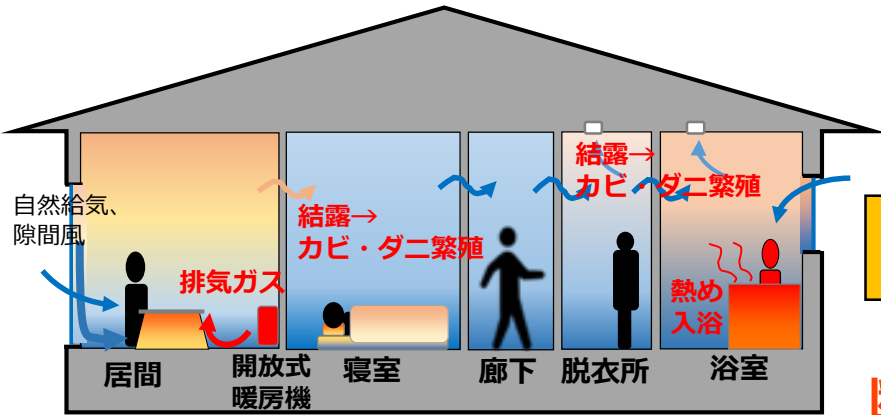 自然給気、
隙間風
排気ガス
結露→
カビ・ダニ繁殖
結露→
カビ・ダニ繁殖
熱め
入浴
居間
開放式
暖房機
寝室
廊下
脱衣所
浴室